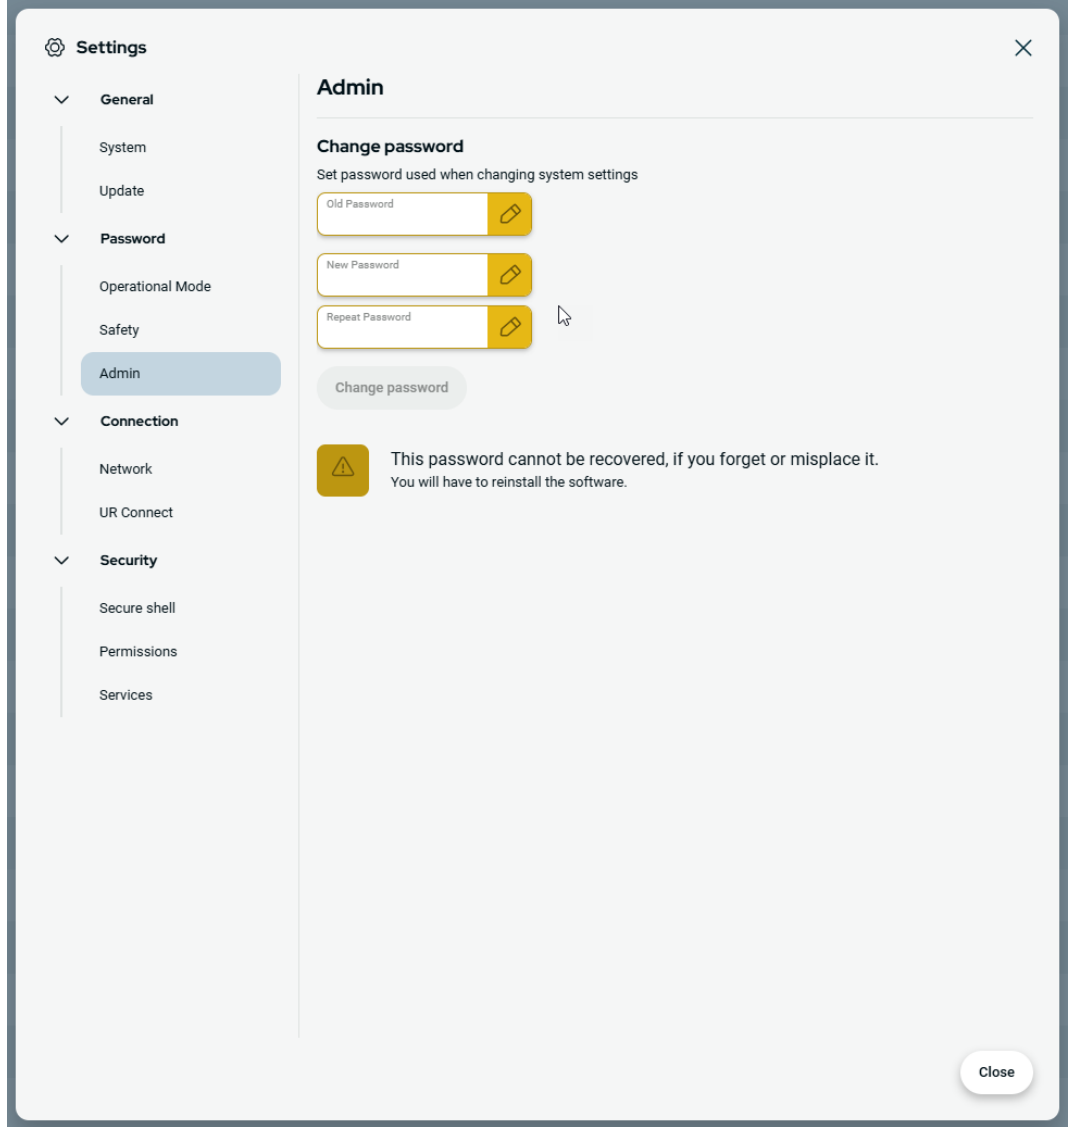 Settings
General
System
Update
Password
Operational Mode
Safety
Admin
Connection
Network
UR Connect
Security
Secure shell
Permissions
Services
Admin
Change password
Set password used when changing system settings
Old Password
New Password
Repeat Password
Change password
This password cannot be recovered, if you forget or misplace it.
You will have to reinstall the software.
Close